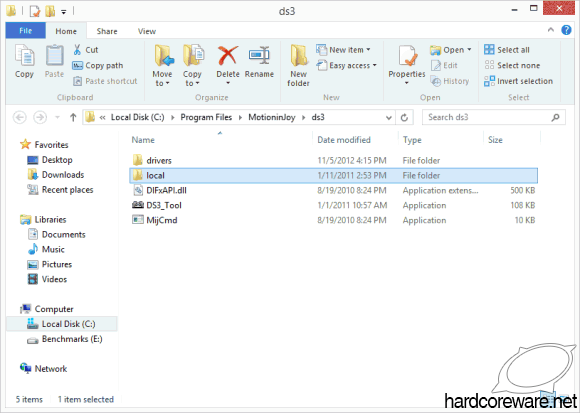 ds3
File Home Share View
Copy Paste Cut Copy path Paste shortcut Move to Copy to Delete Rename New folder New item Easy access Properties Open Edit History Select all Select none Invert selection
Clipboard Organize New Open Select
« Local Disk (C:) Program Files MotioninJoy ds3 Search ds3
Name Date modified Type Size
Favorites
Desktop
Downloads
Recent places
Libraries
Documents
Music
Pictures
Videos
Computer
Local Disk (C:)
Benchmarks (E:)
Network
drivers 11/5/2012 4:15 PM File folder
local 1/11/2011 2:53 PM File folder
DIFxAPI.dll 8/19/2010 8:24 PM Application extens... 500 KB
DS3_Tool 1/1/2011 10:57 AM Application 108 KB
MijCmd 8/19/2010 8:24 PM Application 10 KB
5 items 1 item selected
hardcoreware.net